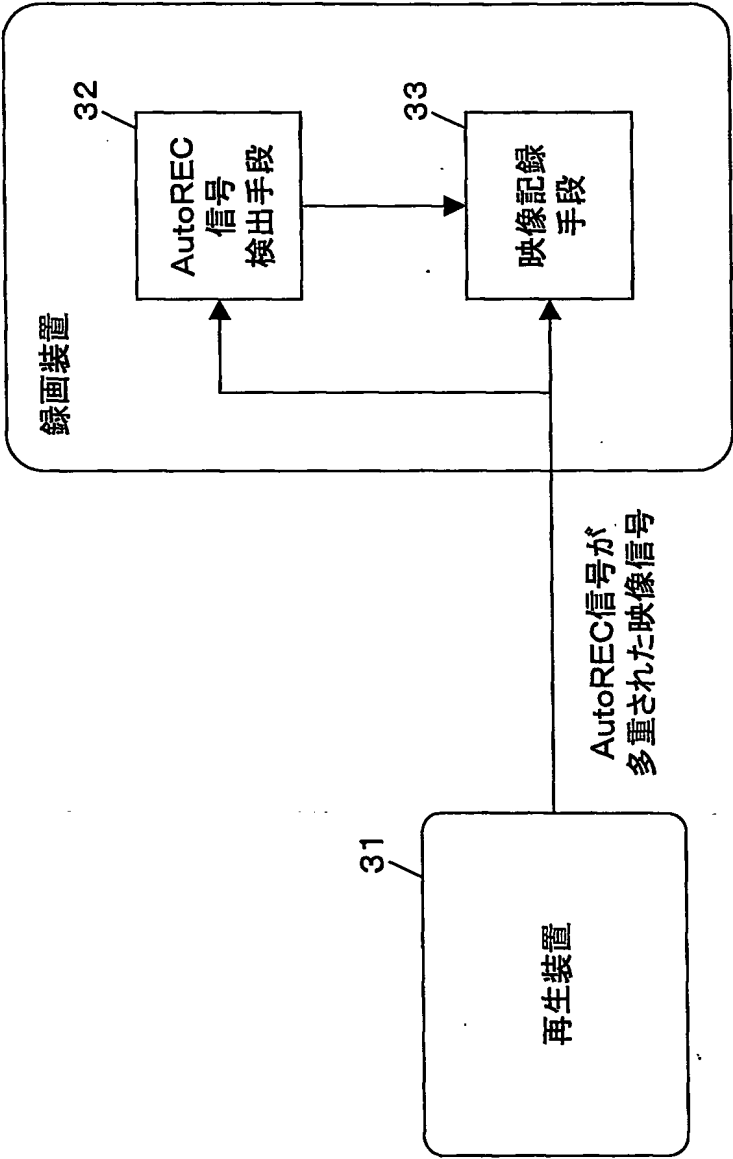 31
再生装置
AutoREC信号が
多重された映像信号
録画装置
32
AutoREC
信号
検出手段
33
映像記録
手段